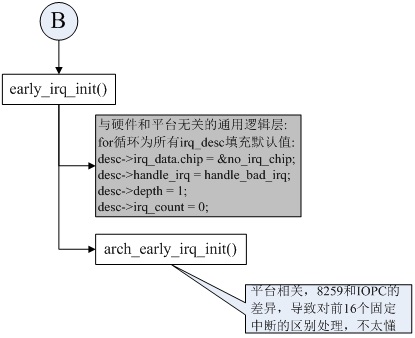 B
early_irq_init()
与硬件和平台无关的通用逻辑层:
for循环为所有irq_desc填充默认值:
desc->irq_data.chip = &no_irq_chip;
desc->handle_irq = handle_bad_irq;
desc->depth = 1;
desc->irq_count = 0;
arch_early_irq_init()
平台相关，8259和IOPC的
差异，导致对前16个固定
中断的区别处理，不太懂